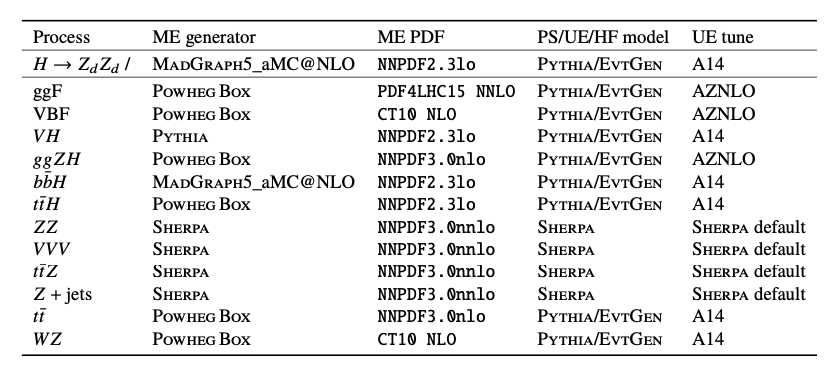 Process ME generator ME PDF PS/UE/HF model UE tune
H → Z_d Z_d / MadGraph5_aMC@NLO NNPDF2.3lo Pythia/EvtGen A14
ggF Powheg Box PDF4LHC15 NNLO Pythia/EvtGen AZNLO
VBF Powheg Box CT10 NLO Pythia/EvtGen AZNLO
VH Pythia NNPDF2.3lo Pythia/EvtGen A14
ggZH Powheg Box NNPDF3.0nlo Pythia/EvtGen AZNLO
bb̄H MadGraph5_aMC@NLO NNPDF2.3lo Pythia/EvtGen A14
tt̄H Powheg Box NNPDF2.3lo Pythia/EvtGen A14
ZZ Sherpa NNPDF3.0nnlo Sherpa Sherpa default
VVV Sherpa NNPDF3.0nnlo Sherpa Sherpa default
tt̄Z Sherpa NNPDF3.0nnlo Sherpa Sherpa default
Z + jets Sherpa NNPDF3.0nnlo Sherpa Sherpa default
tt̄ Powheg Box NNPDF3.0nlo Pythia/EvtGen A14
WZ Powheg Box CT10 NLO Pythia/EvtGen A14